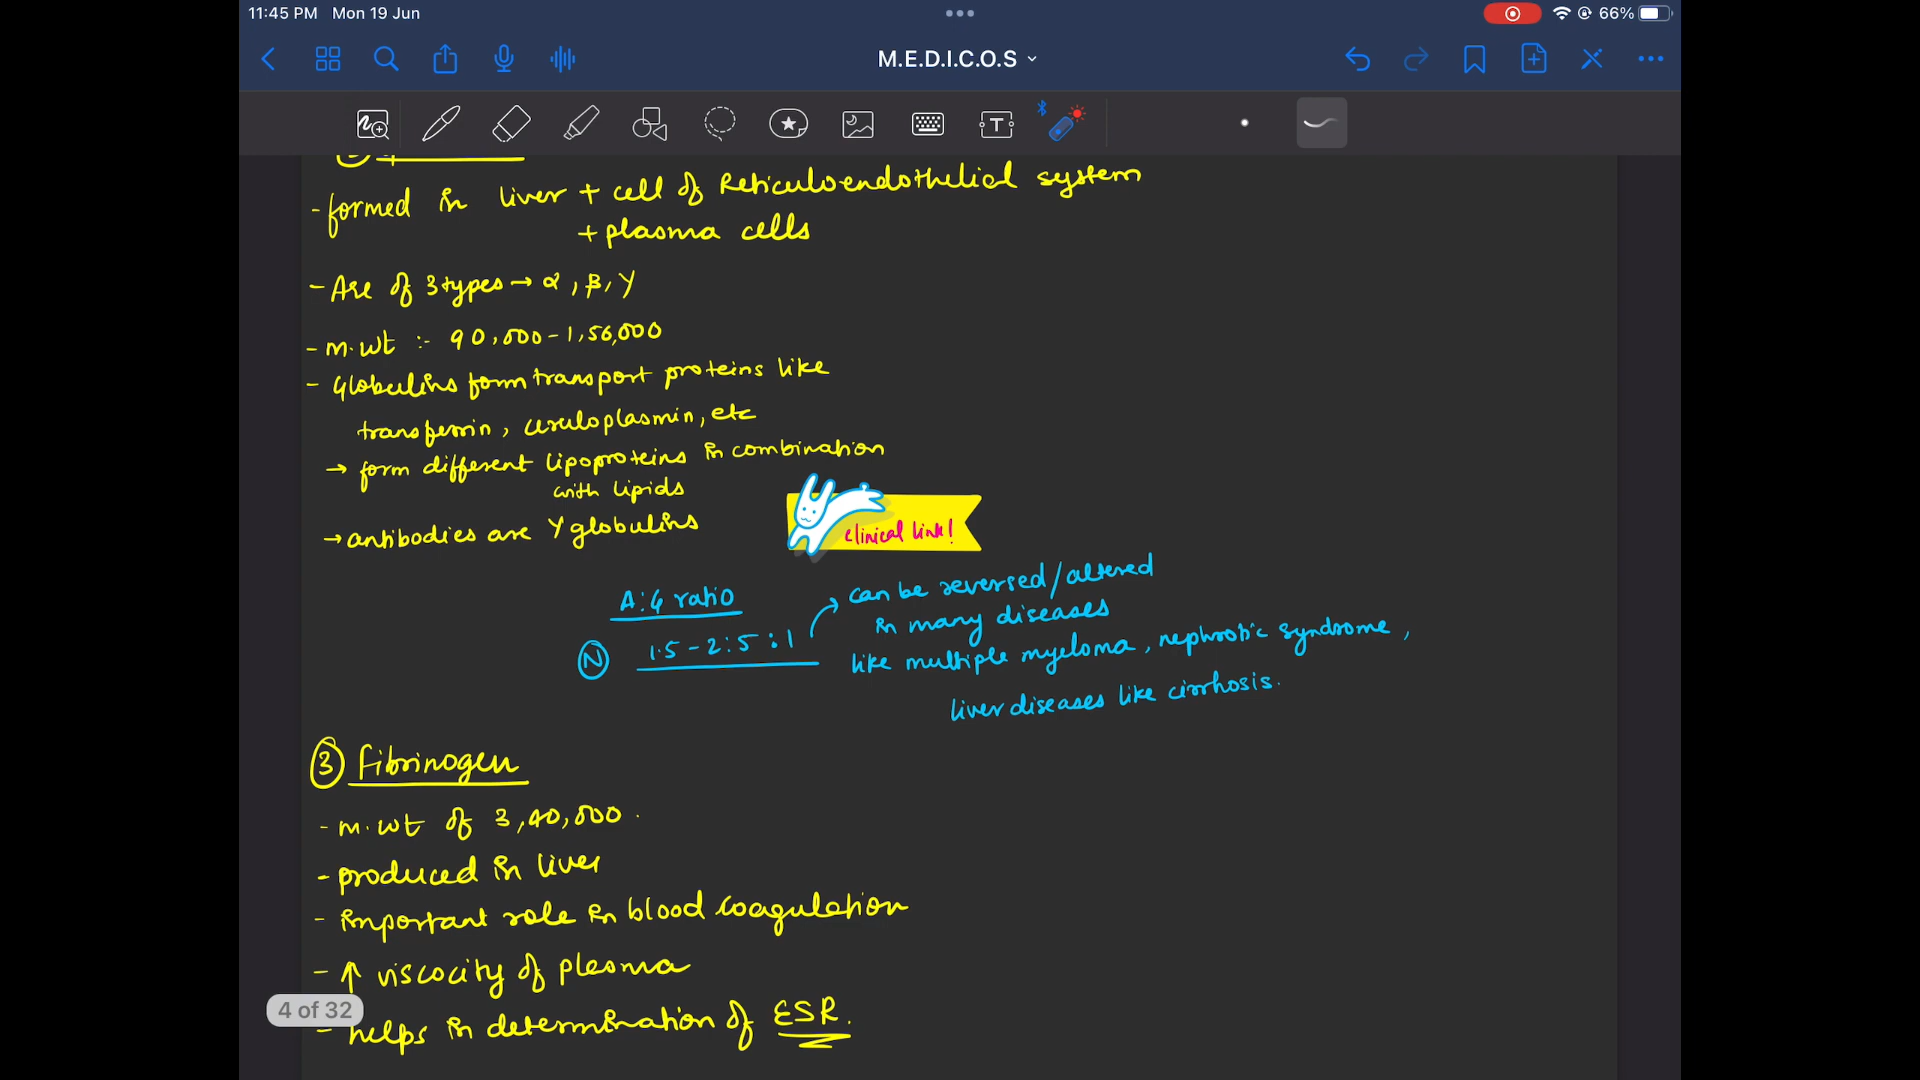 11:45 PM Mon 19 Jun
66%
M.E.D.I.C.O.S
T
- formed in liver + cell of Reticuloendothelial system
+ plasma cells
- Are of 3 types → α, β, γ
- m.wt :- 90,000 - 1,56,000
- Globulins form transport proteins like
transferrin, ceruloplasmin, etc
→ form different lipoproteins in combination
with lipids
→ antibodies are γ globulins
clinical link!
A:G ratio
can be reversed/altered
in many diseases
N 1.5 - 2:5 : 1
like multiple myeloma, nephrotic syndrome,
liver diseases like cirrhosis.
3 Fibrinogen
- m.wt of 3,40,000.
- produced in liver
- important role in blood coagulation
- ↑ viscocity of plasma
4 of 32
- helps in determination of ESR.